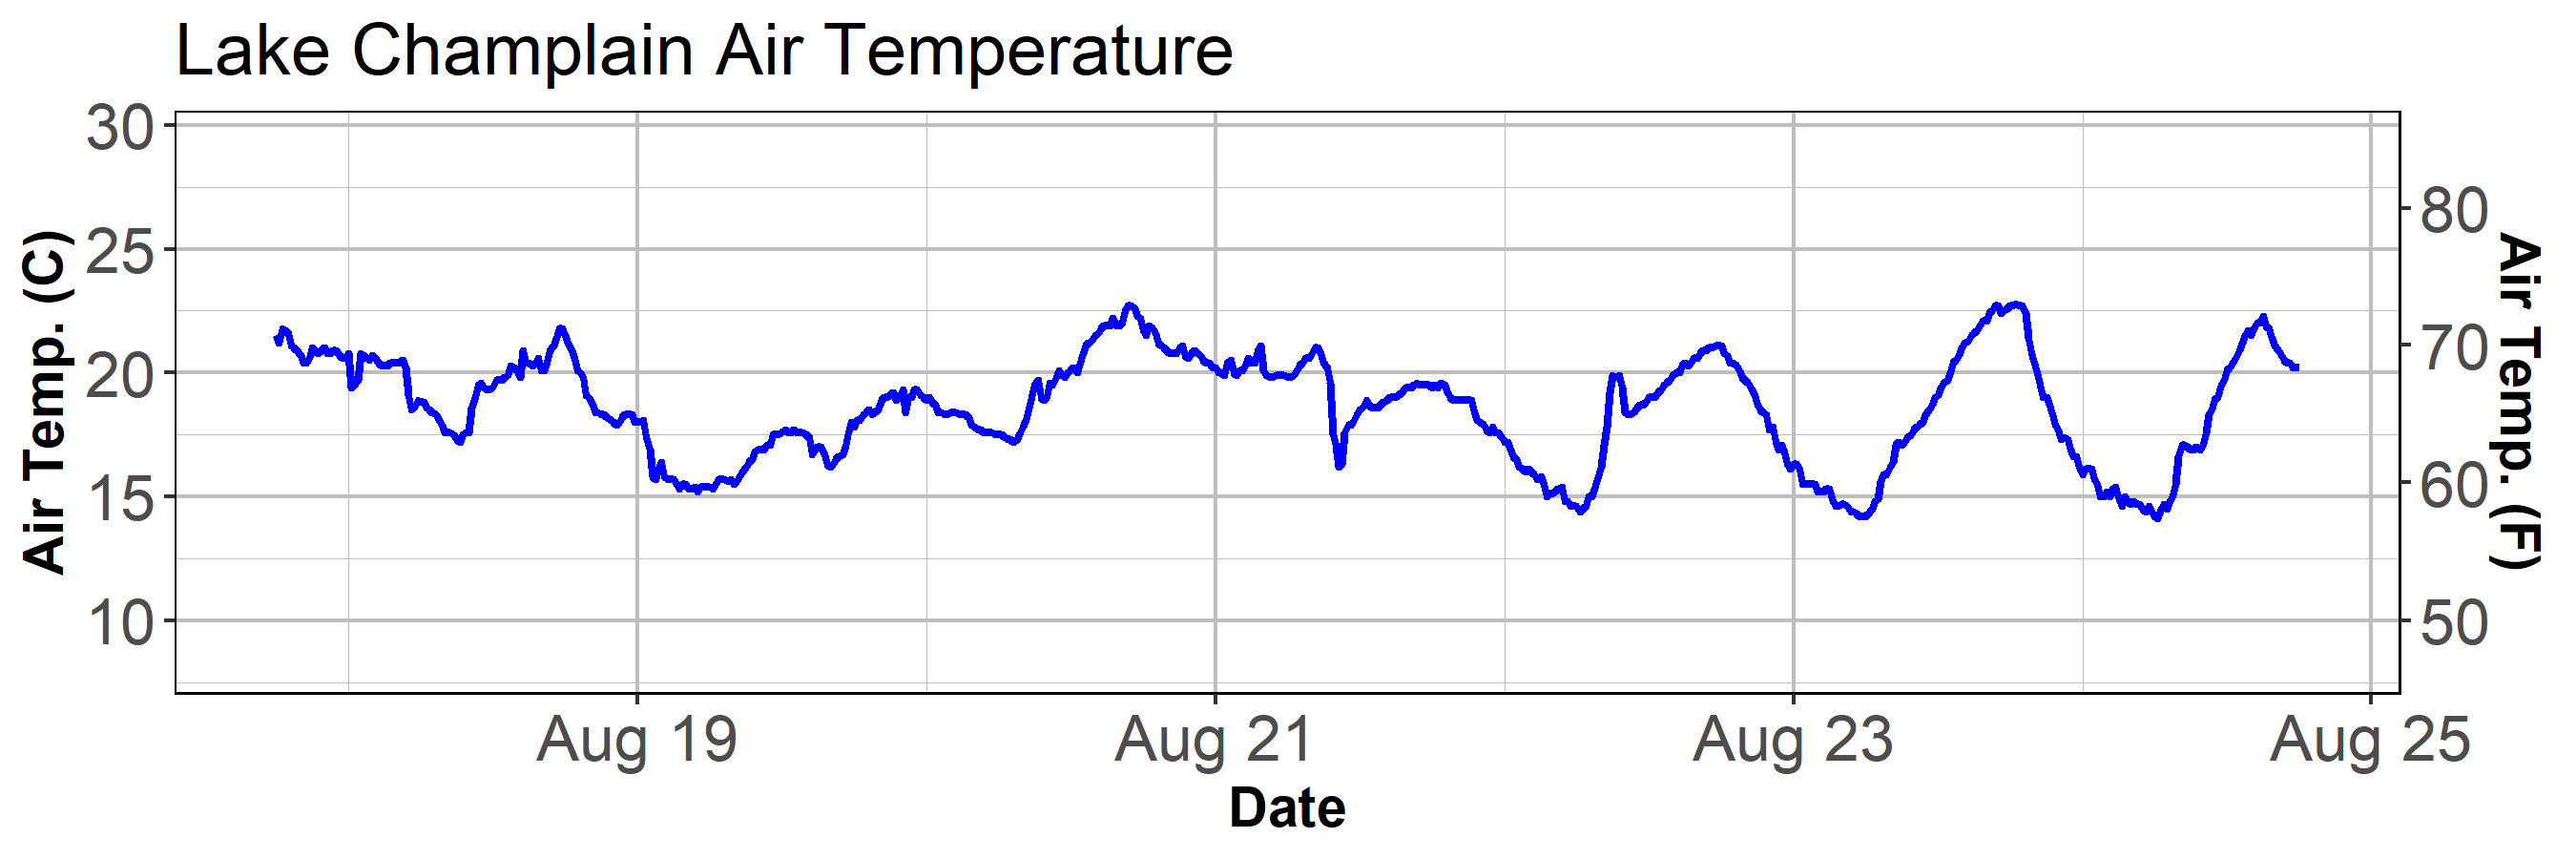 Lake Champlain Air Temperature
30
25
20
15
10
Air Temp. (C)
80
70
60
50
Air Temp. (F)
Aug 19
Aug 21
Aug 23
Aug 25
Date